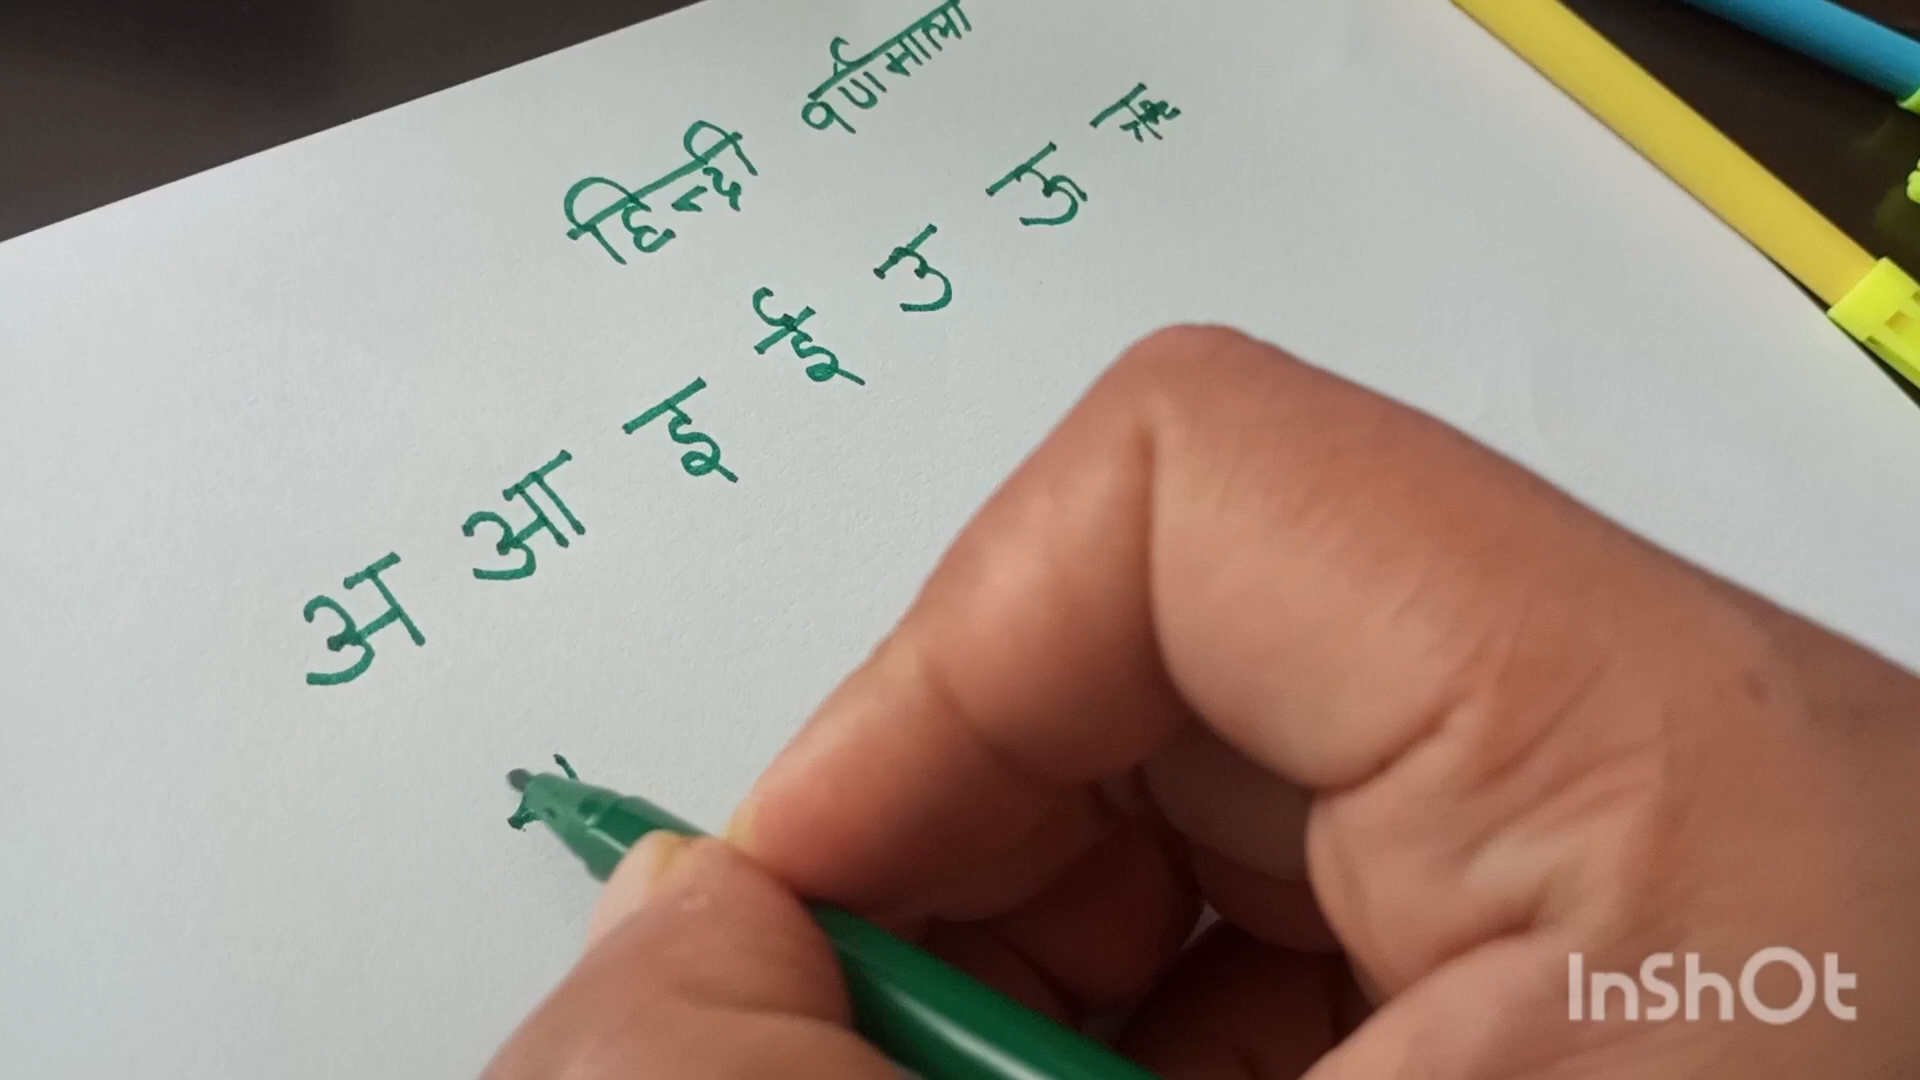 हिन्दी वर्णमाला
अ आ इ ई उ ऊ ऋ
InShOt